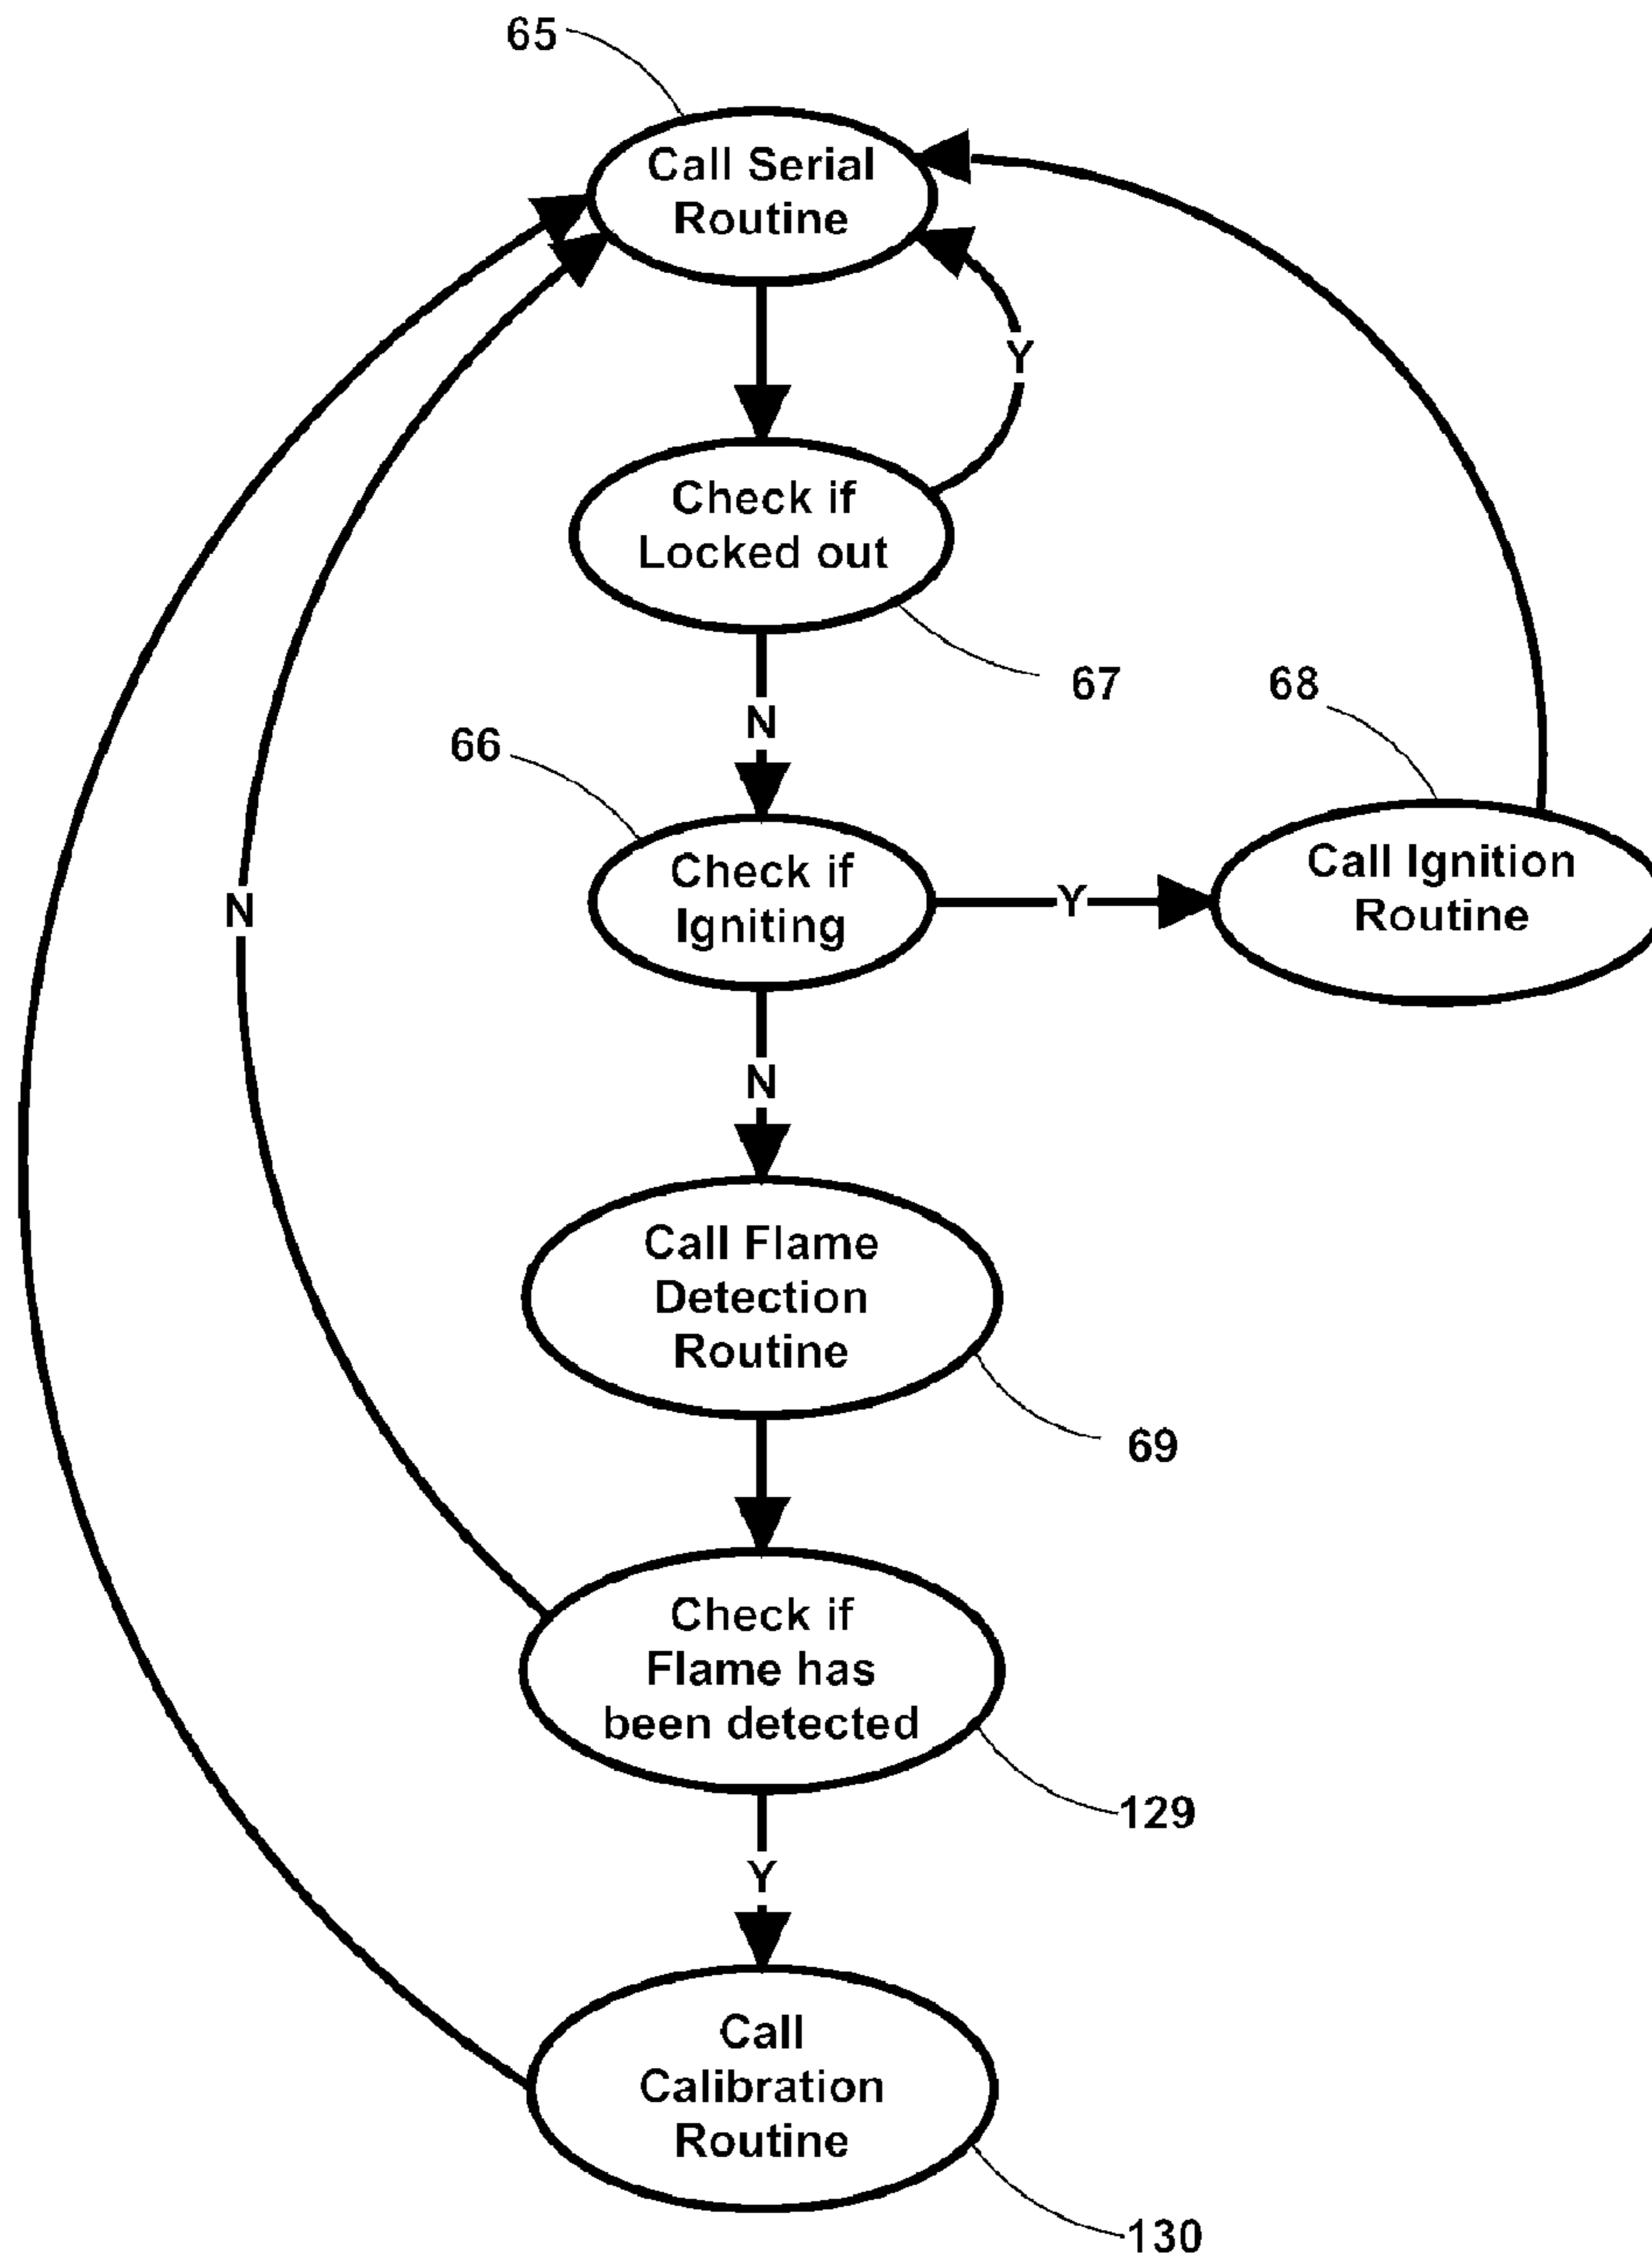 65
Call Serial
Routine
Y
Check if
Locked out
67
68
N
66
Check if
Igniting
Y
Call Ignition
Routine
N
N
Call Flame
Detection
Routine
69
Check if
Flame has
been detected
129
Y
Call
Calibration
Routine
130